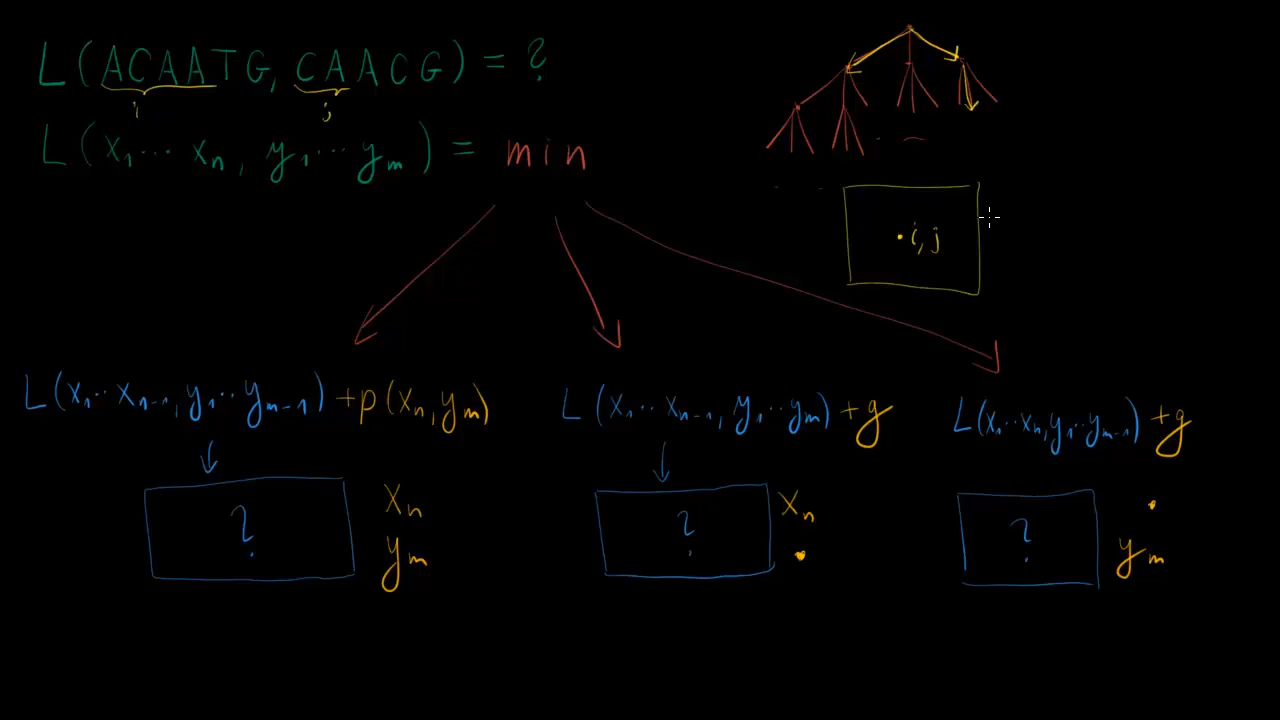 L(ACAATG, CAACG) = ?
i j
L(x₁··· xₙ, y₁··· yₘ) = min
·i,j
L(x₁·· xₙ₋₁, y₁·· yₘ₋₁) + p(xₙ, yₘ) L(x₁·· xₙ₋₁, y₁·· yₘ) + g L(x₁·· xₙ, y₁·· yₘ₋₁) + g
? xₙ ? xₙ ? ·
yₘ · yₘ